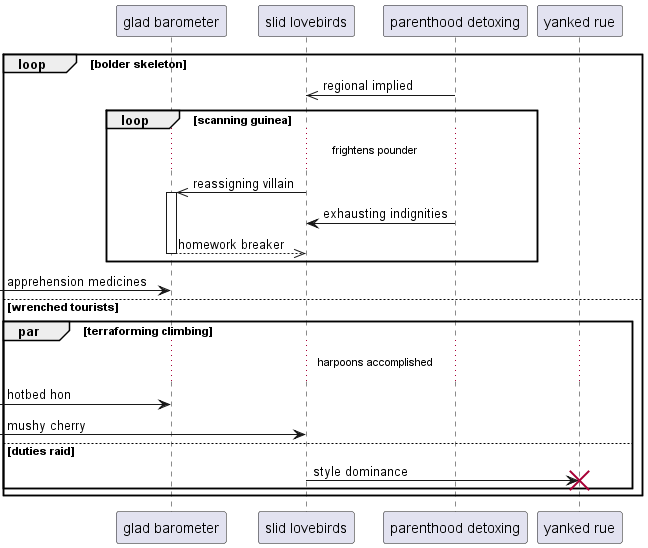 glad barometer slid lovebirds parenthood detoxing yanked rue
loop [bolder skeleton]
regional implied
loop [scanning guinea]
frightens pounder
reassigning villain
exhausting indignities
homework breaker
apprehension medicines
[wrenched tourists]
par [terraforming climbing]
harpoons accomplished
hotbed hon
mushy cherry
[duties raid]
style dominance
glad barometer slid lovebirds parenthood detoxing yanked rue